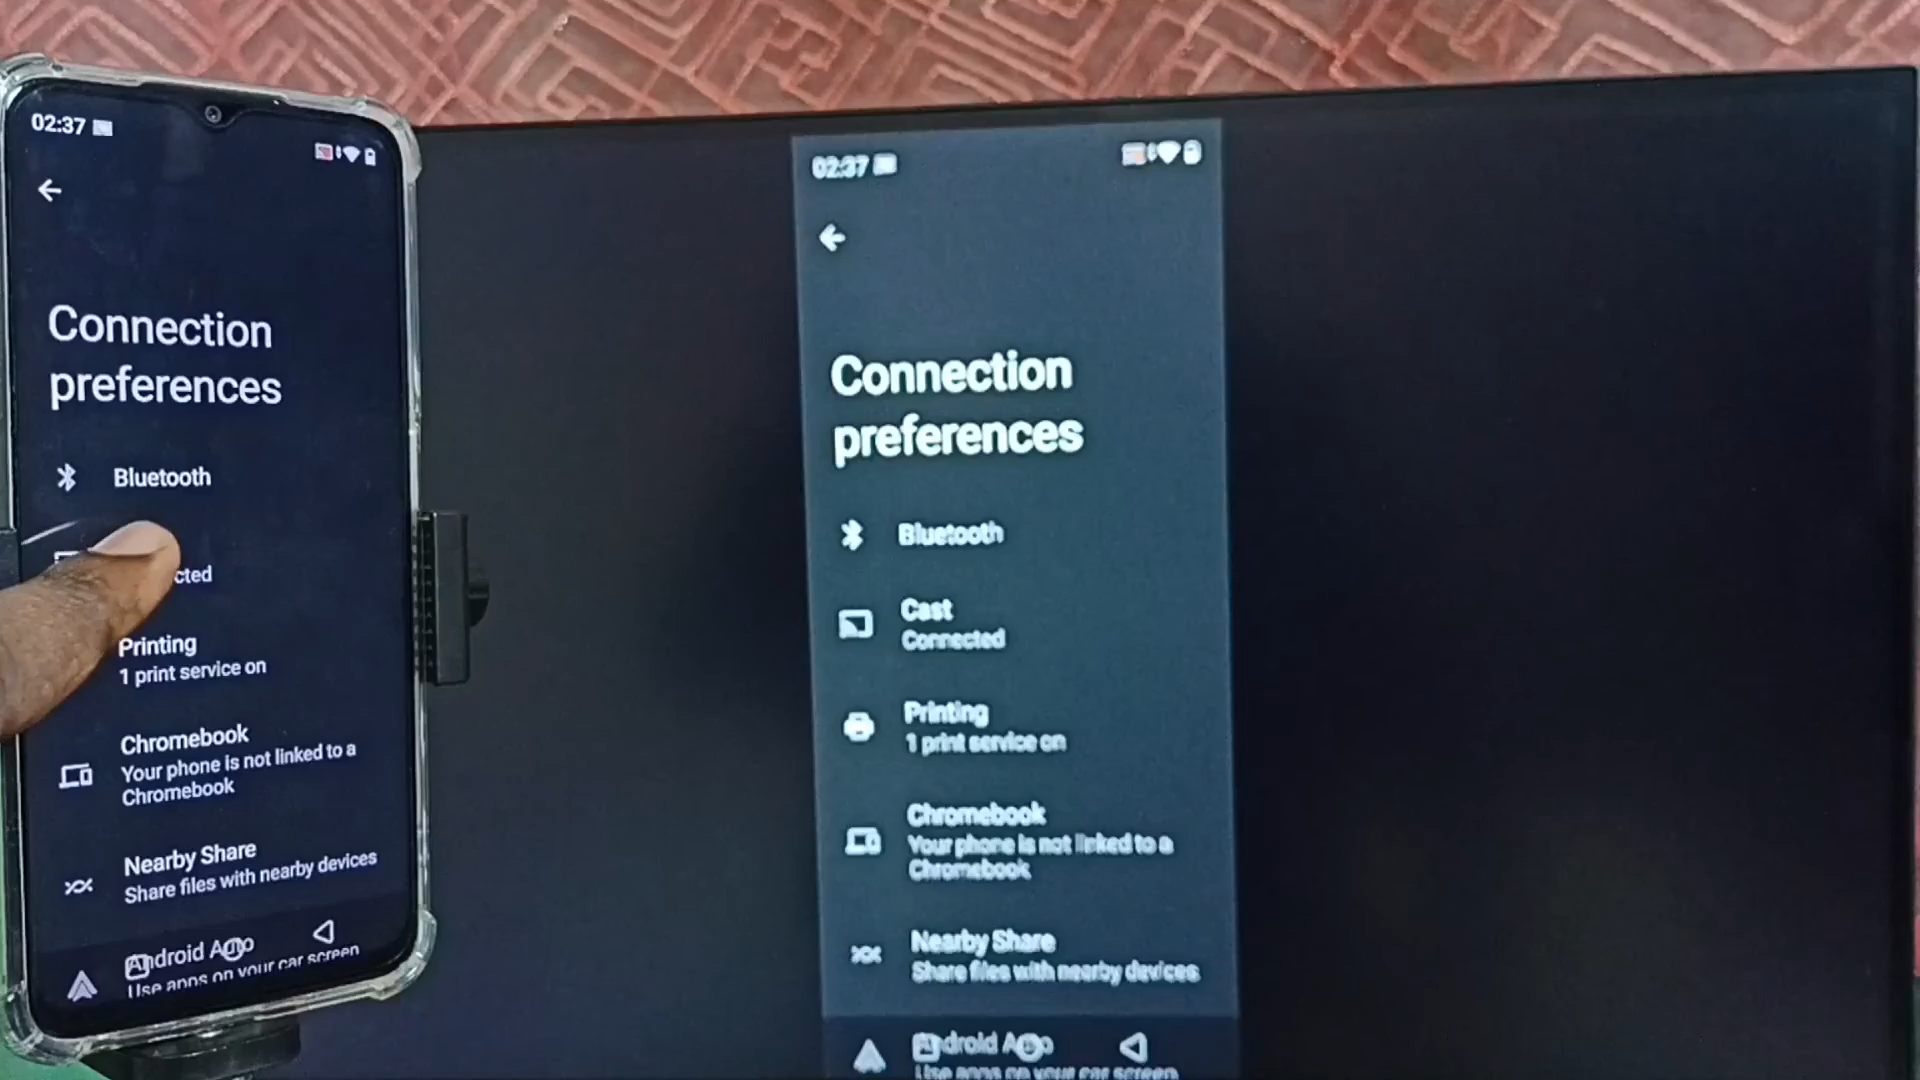 02:37
Connection
preferences
Bluetooth
cted
Printing
1 print service on
Chromebook
Your phone is not linked to a
Chromebook
Nearby Share
Share files with nearby devices
Android Auto
Use apps on your car screen
02:37
Connection
preferences
Bluetooth
Cast
Connected
Printing
1 print service on
Chromebook
Your phone is not linked to a
Chromebook
Nearby Share
Share files with nearby devices
Android Auto
Use apps on your car screen